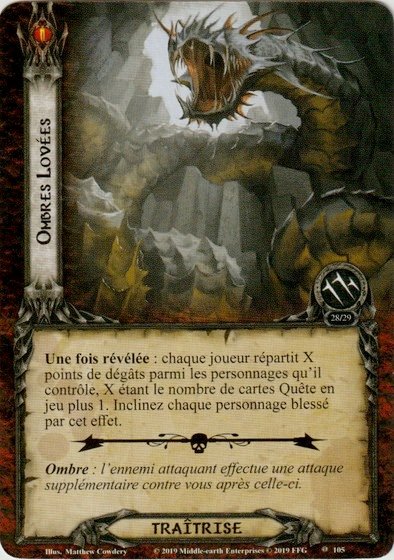 OMBRES LOVÉES
28/29
Une fois révélée : chaque joueur répartit X
points de dégâts parmi les personnages qu'il
contrôle, X étant le nombre de cartes Quête en
jeu plus 1. Inclinez chaque personnage blessé
par cet effet.
Ombre : l'ennemi attaquant effectue une attaque
supplémentaire contre vous après celle-ci.
TRAÎTRISE
Illus. Matthew Cowdery © 2019 Middle-earth Enterprises © 2019 FFG 105